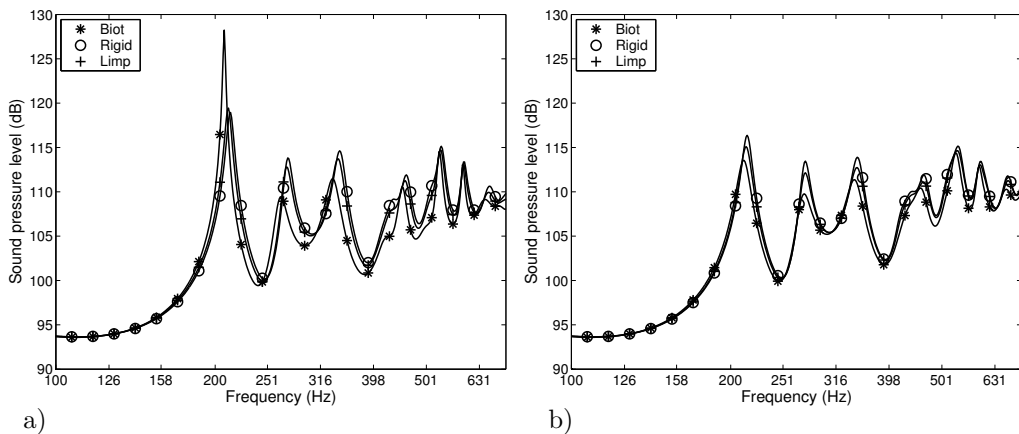 130
125
120
115
110
105
100
95
90
Sound pressure level (dB)
Biot
Rigid
Limp
100 126 158 200 251 316 398 501 631
Frequency (Hz)
a)
130
125
120
115
110
105
100
95
90
Sound pressure level (dB)
Biot
Rigid
Limp
100 126 158 200 251 316 398 501 631
Frequency (Hz)
b)